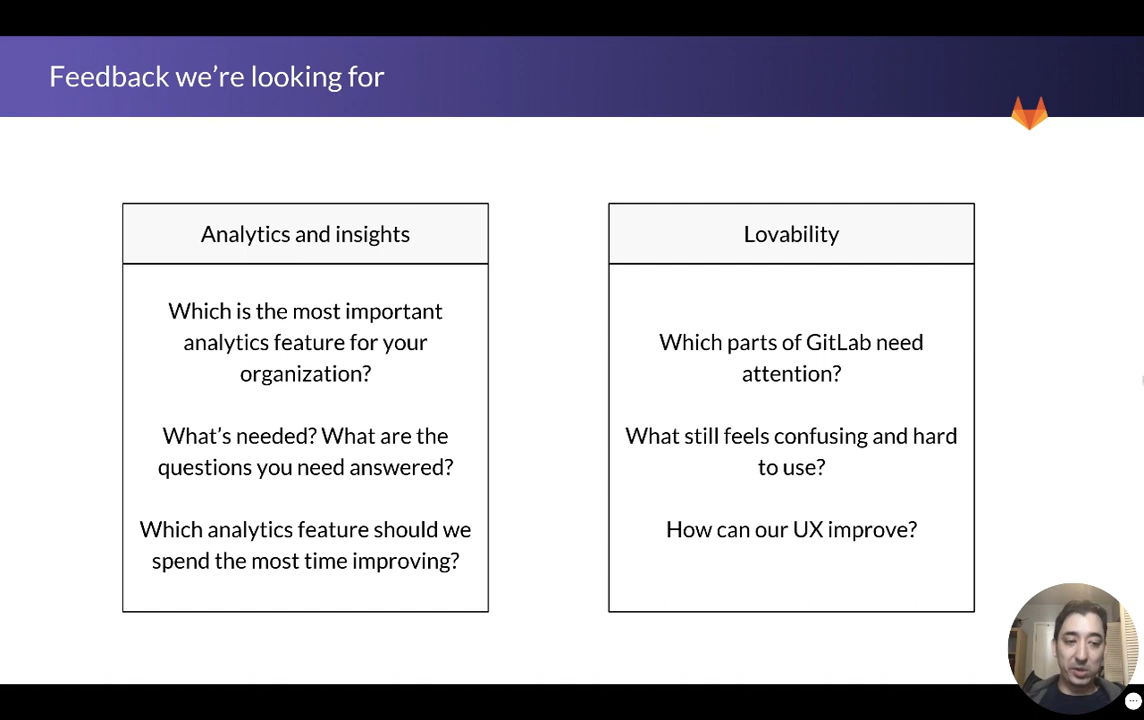 Feedback we’re looking for
Analytics and insights
Which is the most important
analytics feature for your
organization?
What’s needed? What are the
questions you need answered?
Which analytics feature should we
spend the most time improving?
Lovability
Which parts of GitLab need
attention?
What still feels confusing and hard
to use?
How can our UX improve?